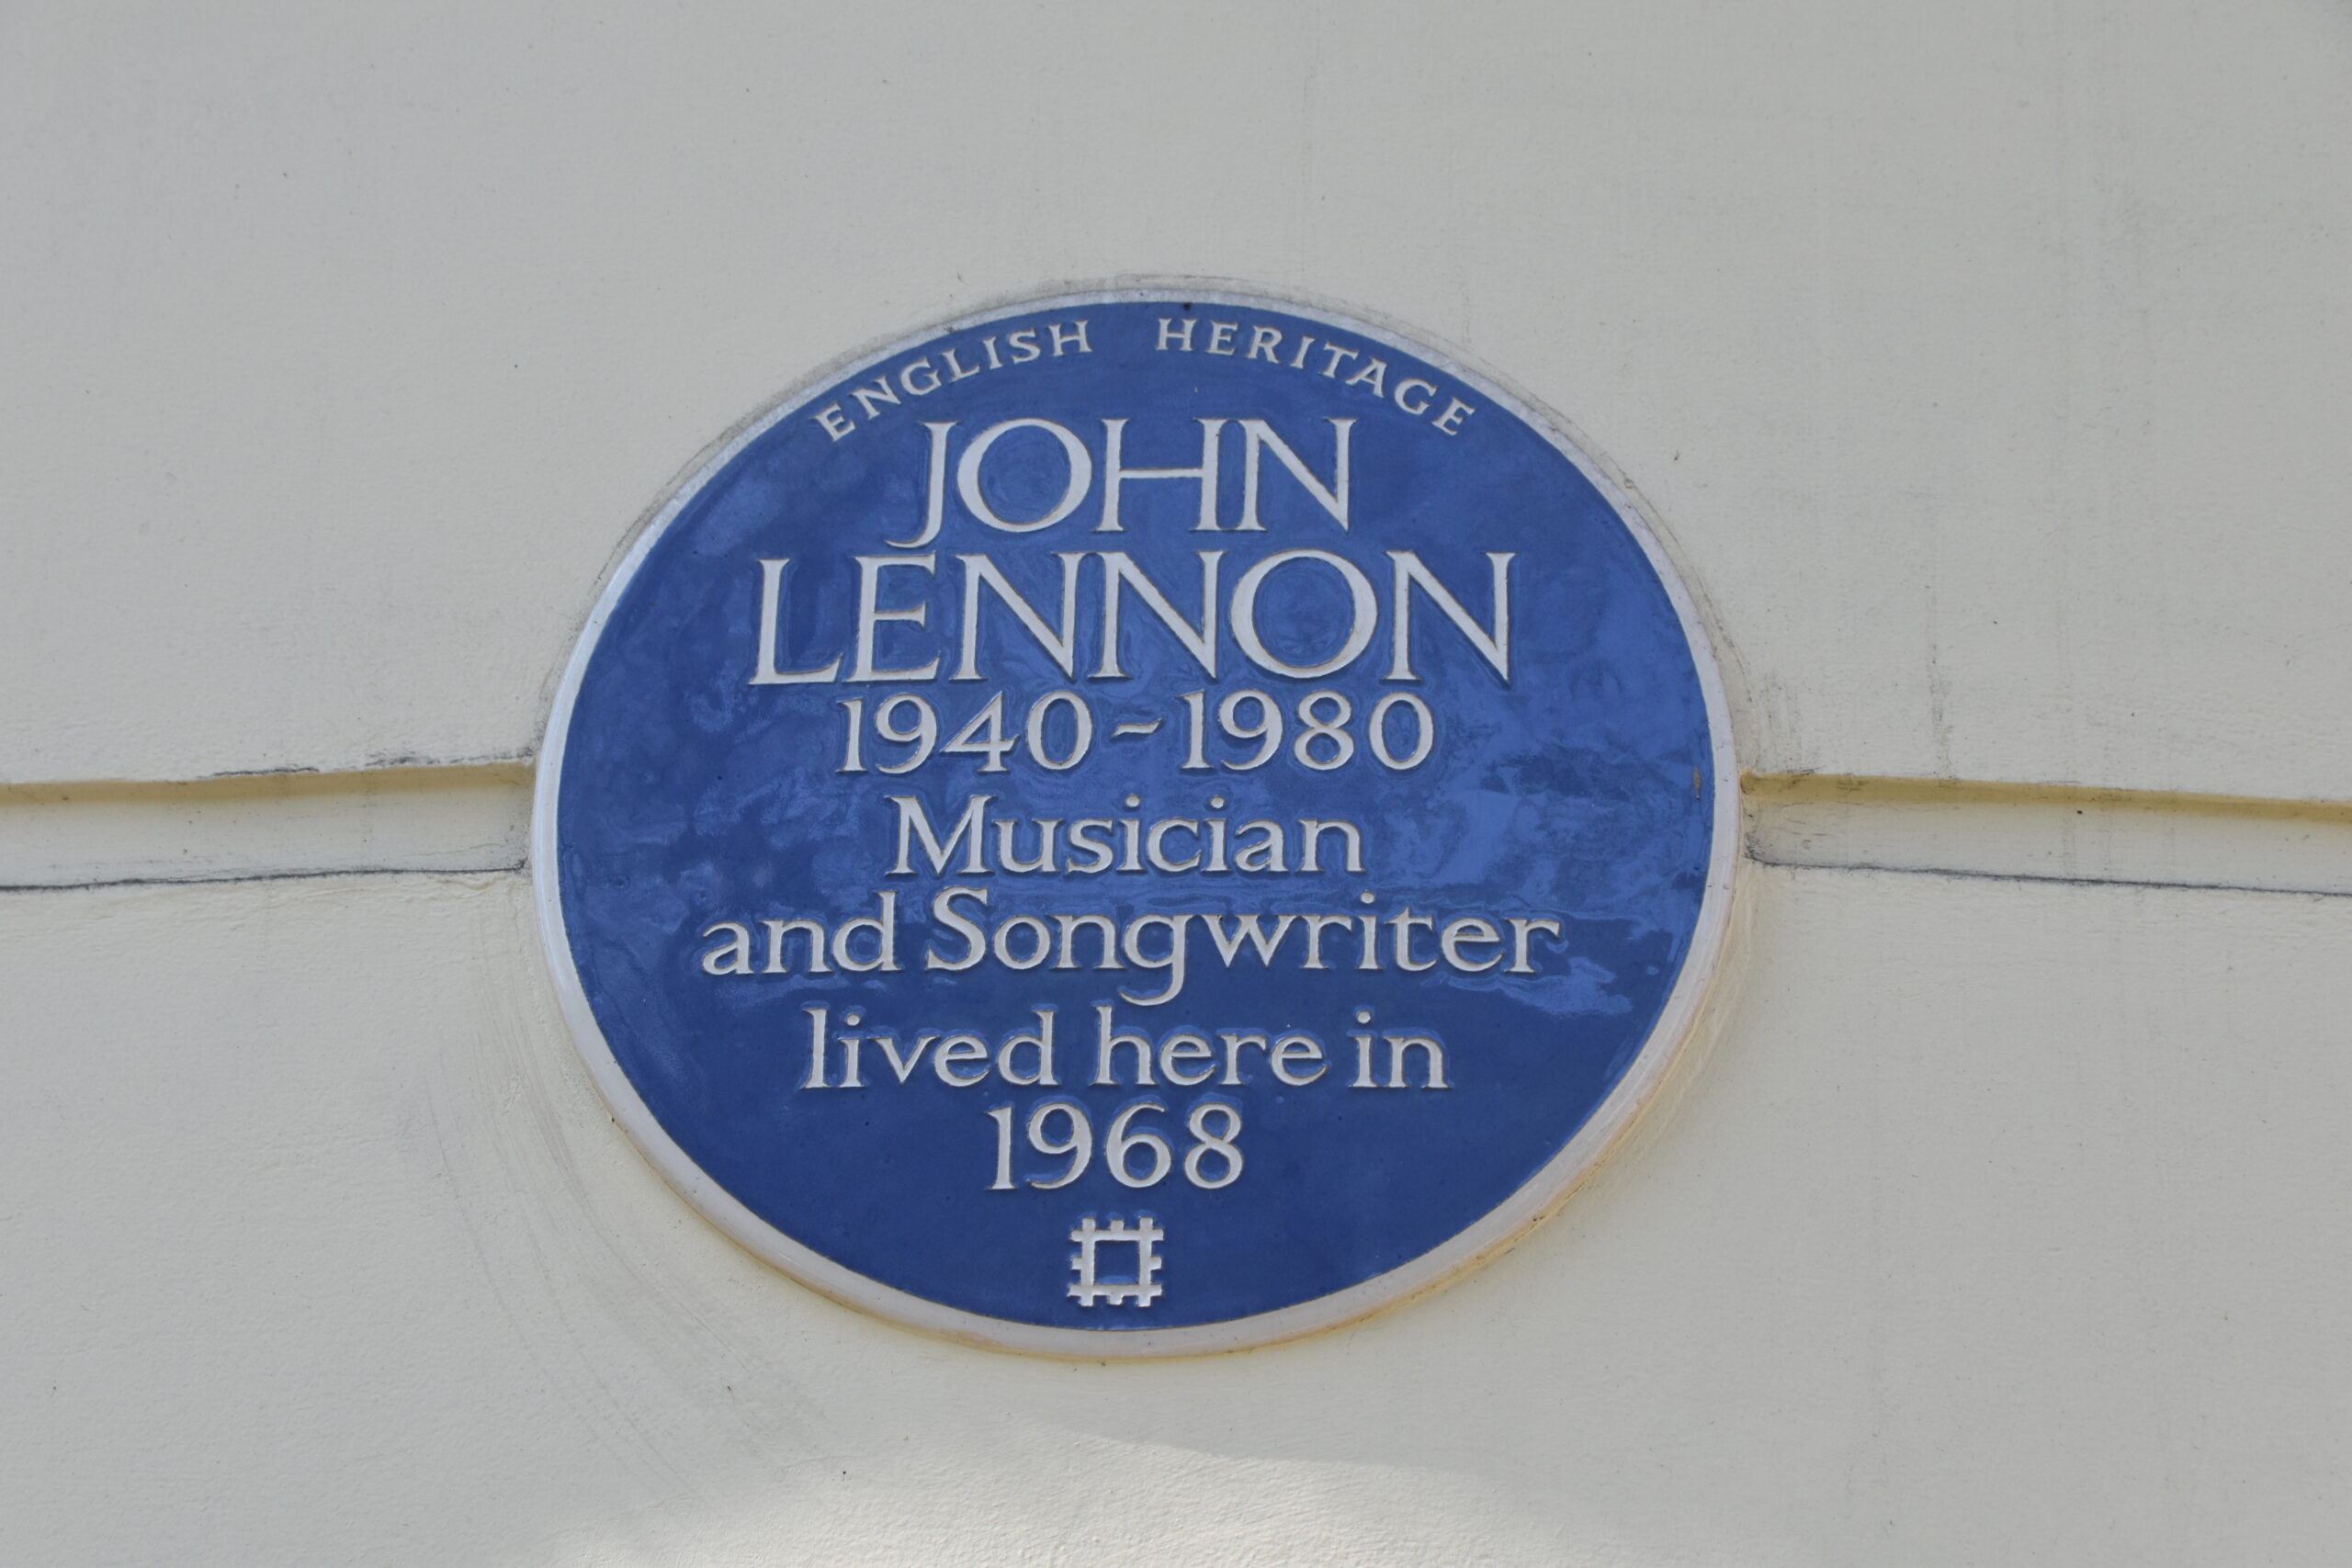 ENGLISH HERITAGE
JOHN
LENNON
1940-1980
Musician
and Songwriter
lived here in
1968